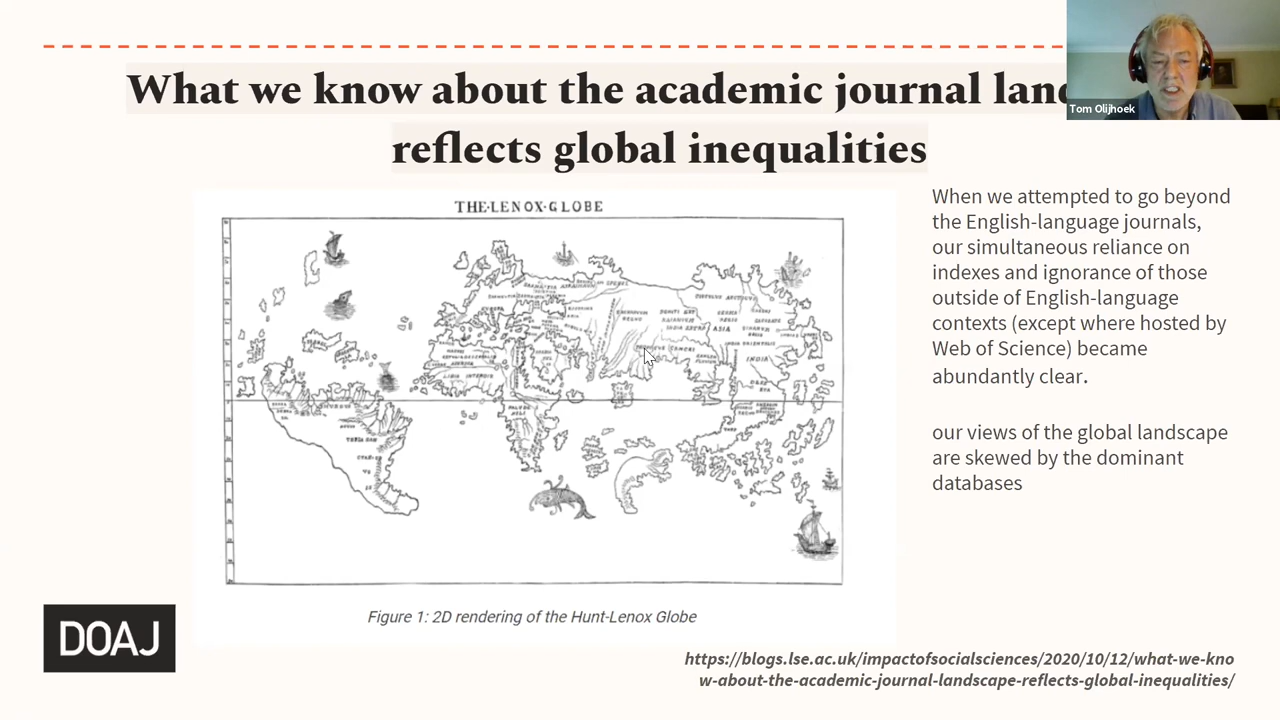 What we know about the academic journal land
reflects global inequalities
Tom Olijhoek
THE·LENOX·GLOBE
EUROPA
ASIA
INDIA
When we attempted to go beyond
the English-language journals,
our simultaneous reliance on
indexes and ignorance of those
outside of English-language
contexts (except where hosted by
Web of Science) became
abundantly clear.
our views of the global landscape
are skewed by the dominant
databases
Figure 1: 2D rendering of the Hunt-Lenox Globe
DOAJ
https://blogs.lse.ac.uk/impactofsocialsciences/2020/10/12/what-we-kno
w-about-the-academic-journal-landscape-reflects-global-inequalities/